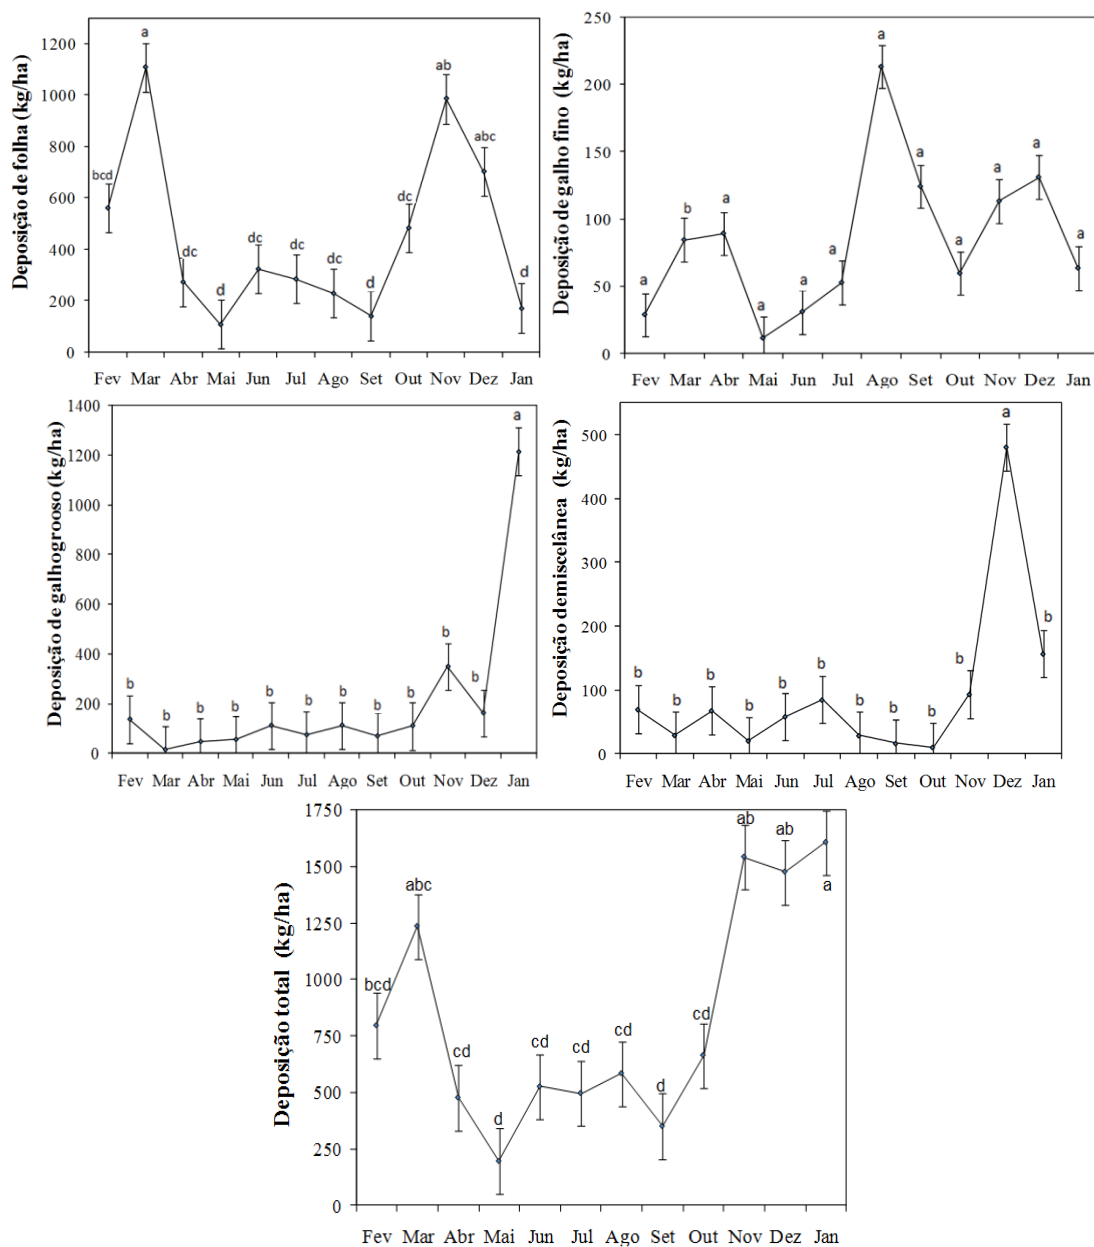 Deposição de folha (kg/ha)
1200
1000
800
600
400
200
0
bcd
a
dc
d
dc
dc
dc
d
dc
ab
abc
d
Fev Mar Abr Mai Jun Jul Ago Set Out Nov Dez Jan
Deposição de galho fino (kg/ha)
250
200
150
100
50
0
a
b
a
a
a
a
a
a
a
a
a
a
Fev Mar Abr Mai Jun Jul Ago Set Out Nov Dez Jan
Deposição de galhogrooso (kg/ha)
1400
1200
1000
800
600
400
200
0
b
b
b
b
b
b
b
b
b
b
b
a
Fev Mar Abr Mai Jun Jul Ago Set Out Nov Dez Jan
Deposição demiscelânea (kg/ha)
500
400
300
200
100
0
b
b
b
b
b
b
b
b
b
b
a
b
Fev Mar Abr Mai Jun Jul Ago Set Out Nov Dez Jan
Deposição total (kg/ha)
1750
1500
1250
1000
750
500
250
0
bcd
abc
cd
d
cd
cd
cd
d
cd
ab
ab
a
Fev Mar Abr Mai Jun Jul Ago Set Out Nov Dez Jan